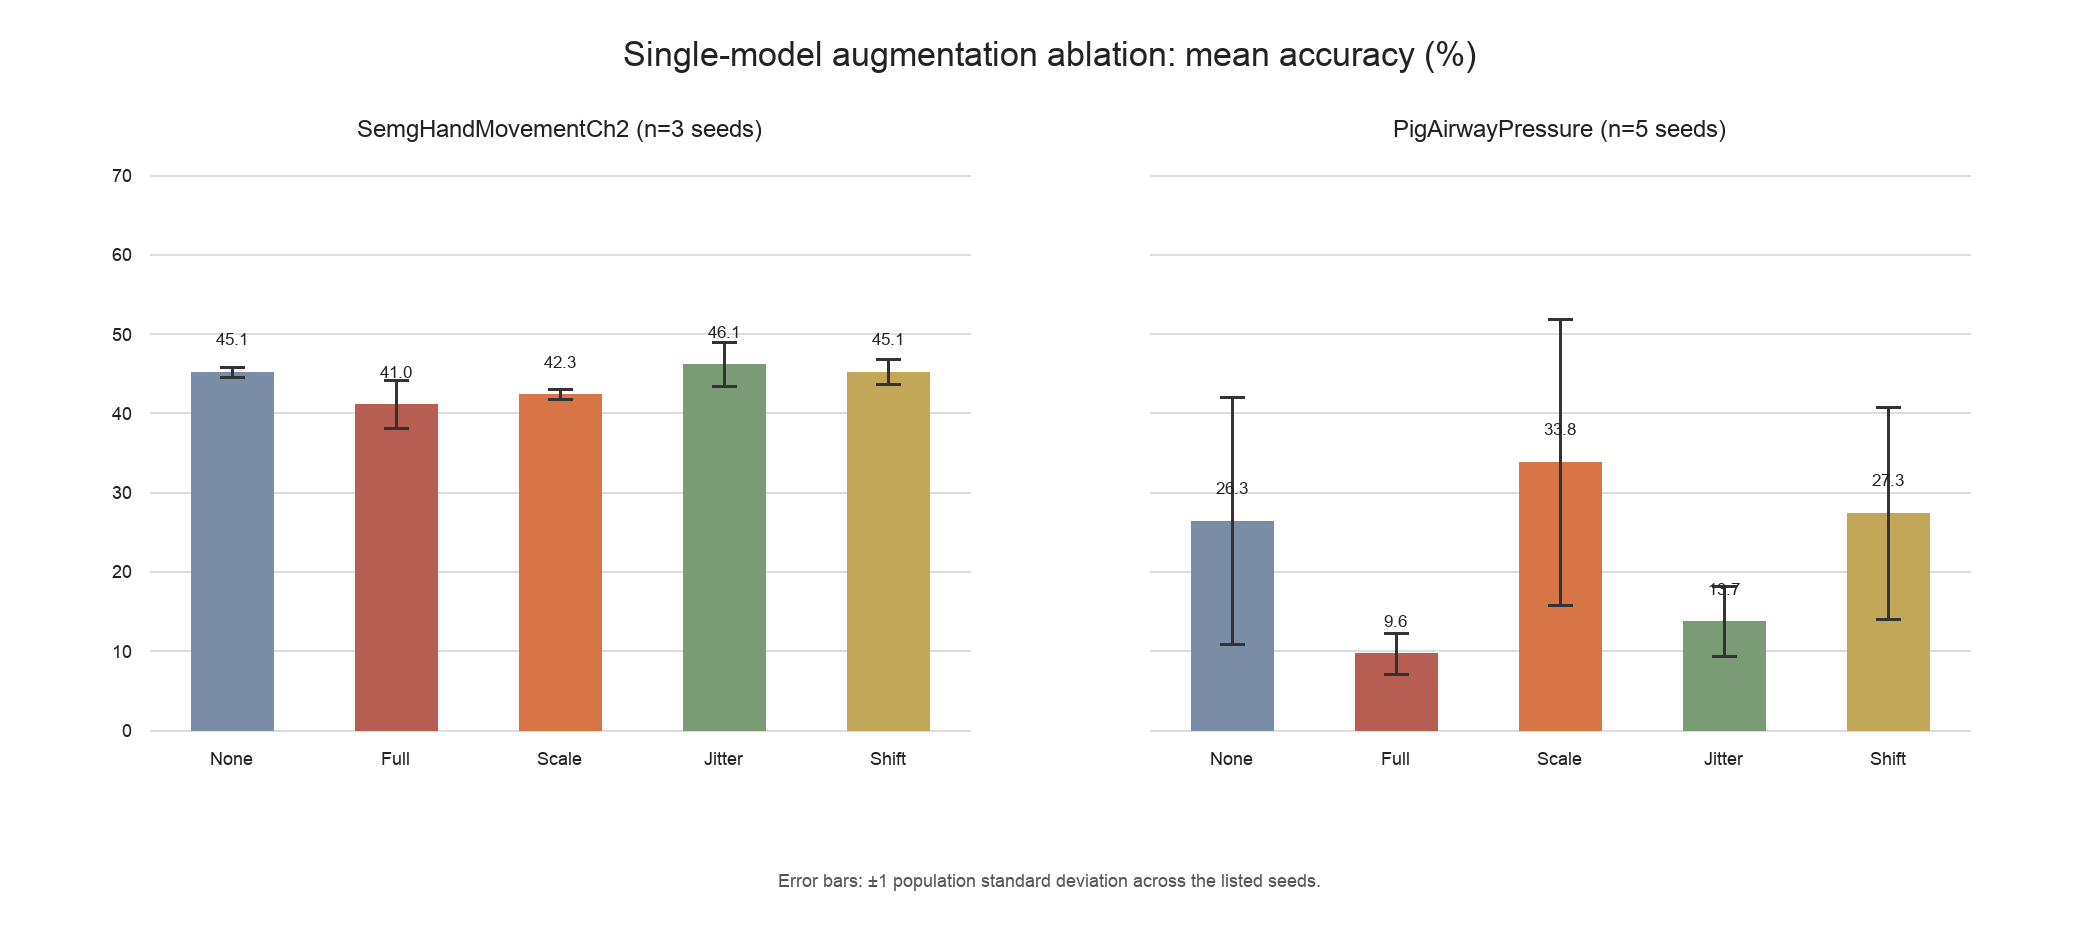 Single-model augmentation ablation: mean accuracy (%)
SemgHandMovementCh2 (n=3 seeds)
70
60
50
40
30
20
10
0
45.1
41.0
42.3
46.1
45.1
None
Full
Scale
Jitter
Shift
PigAirwayPressure (n=5 seeds)
26.3
9.6
33.8
13.7
27.3
None
Full
Scale
Jitter
Shift
Error bars: ±1 population standard deviation across the listed seeds.